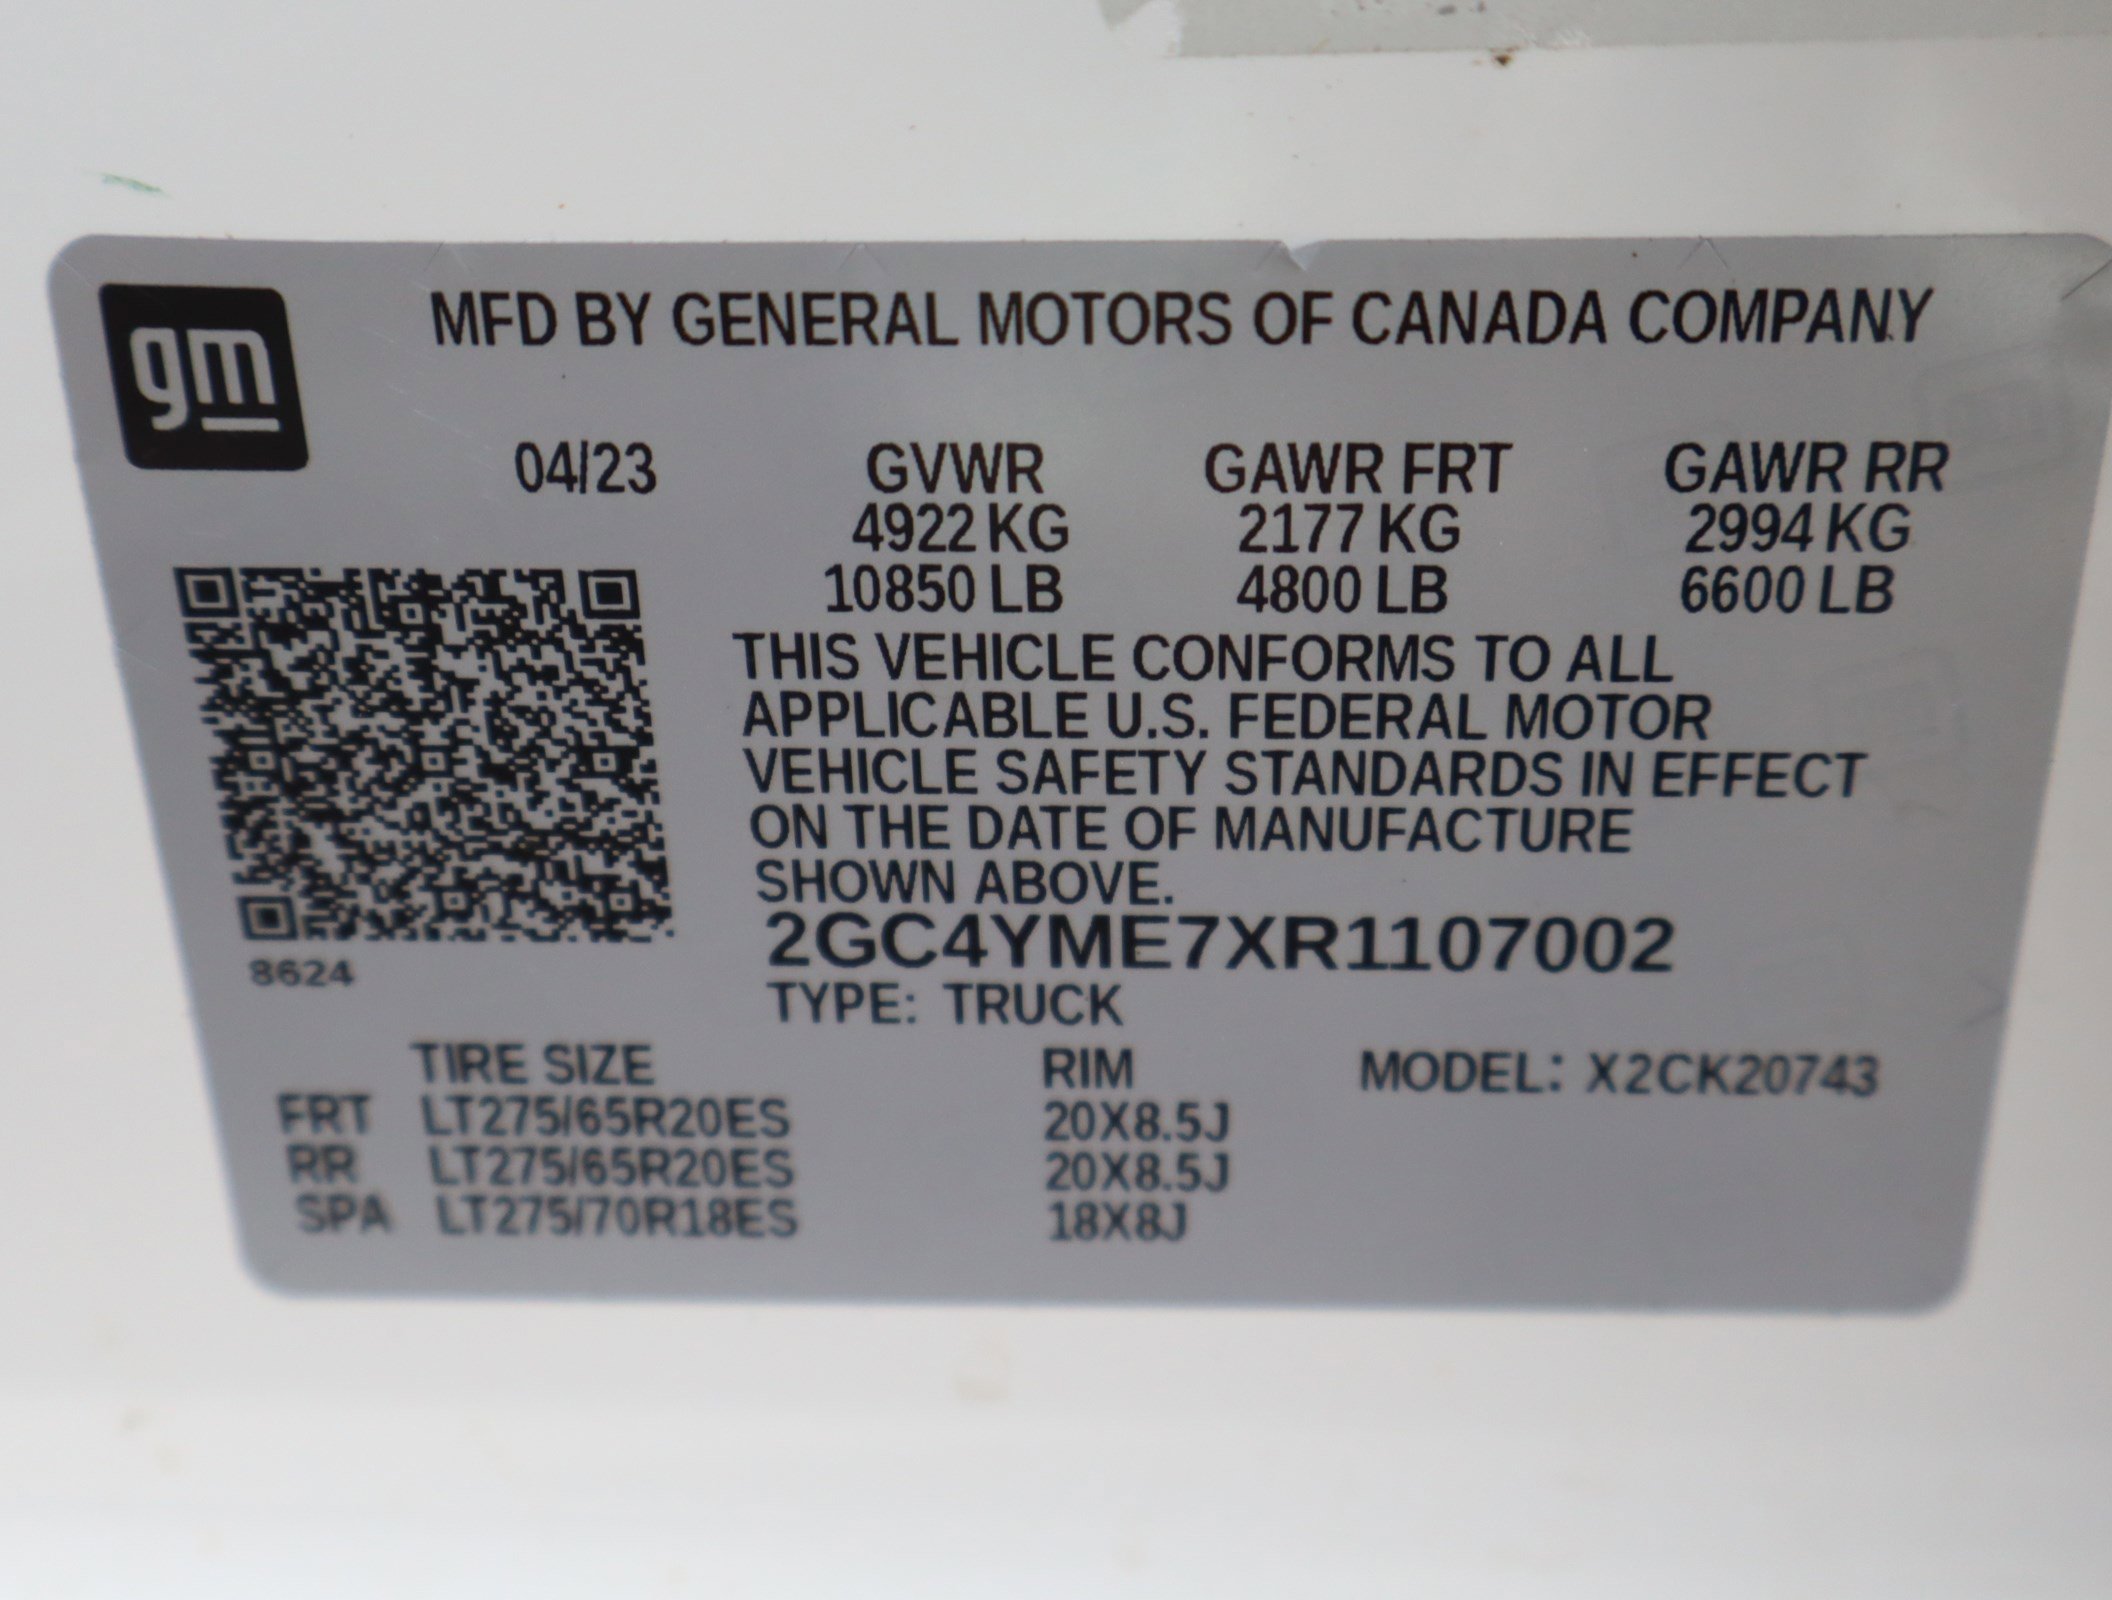 gm
MFD BY GENERAL MOTORS OF CANADA COMPANY
04/23 GVWR GAWR FRT GAWR RR
4922 KG 2177 KG 2994 KG
10850 LB 4800 LB 6600 LB
THIS VEHICLE CONFORMS TO ALL
APPLICABLE U.S. FEDERAL MOTOR
VEHICLE SAFETY STANDARDS IN EFFECT
ON THE DATE OF MANUFACTURE
SHOWN ABOVE.
2GC4YME7XR1107002
8624
TYPE: TRUCK
TIRE SIZE RIM MODEL: X2CK20743
FRT LT275/65R20ES 20X8.5J
RR LT275/65R20ES 20X8.5J
SPA LT275/70R18ES 18X8J